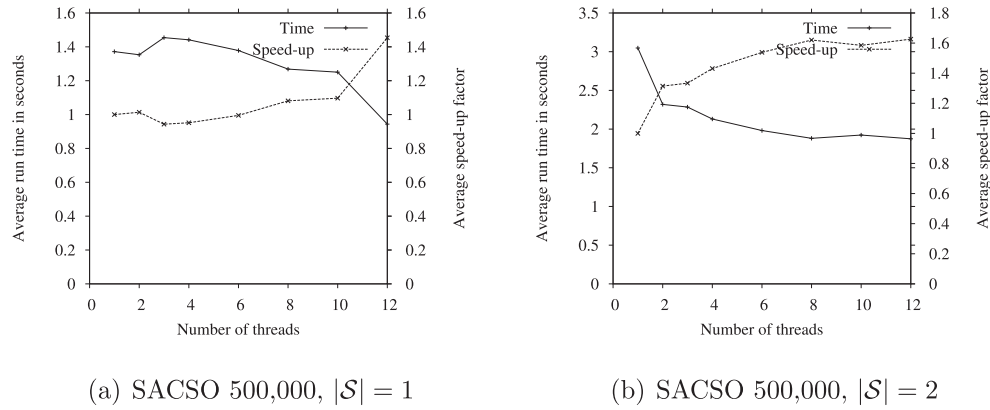 1.6
1.4
1.2
1
0.8
0.6
0.4
0.2
0
Average run time in seconds
0 2 4 6 8 10 12
Number of threads
1.6
1.4
1.2
1
0.8
0.6
0.4
0.2
0
Average speed-up factor
Time
Speed-up
(a) SACSO 500,000, |𝒮| = 1
3.5
3
2.5
2
1.5
1
0.5
0
Average run time in seconds
0 2 4 6 8 10 12
Number of threads
1.8
1.6
1.4
1.2
1
0.8
0.6
0.4
0.2
0
Average speed-up factor
Time
Speed-up
(b) SACSO 500,000, |𝒮| = 2